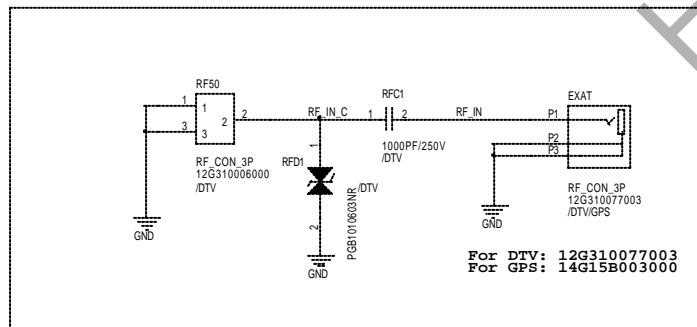 RF50
1
1
2
2
3
3
RF_CON_3P
12G310006000
/DTV
GND
RF_IN_C
1
RFD1
/DTV
PGB1010603NR
2
GND
RFC1
1
2
1000PF/250V
/DTV
RF_IN
EXAT
P1
P2
P3
GND
RF_CON_3P
12G310077003
/DTV/GPS
For DTV: 12G310077003
For GPS: 14G15B003000